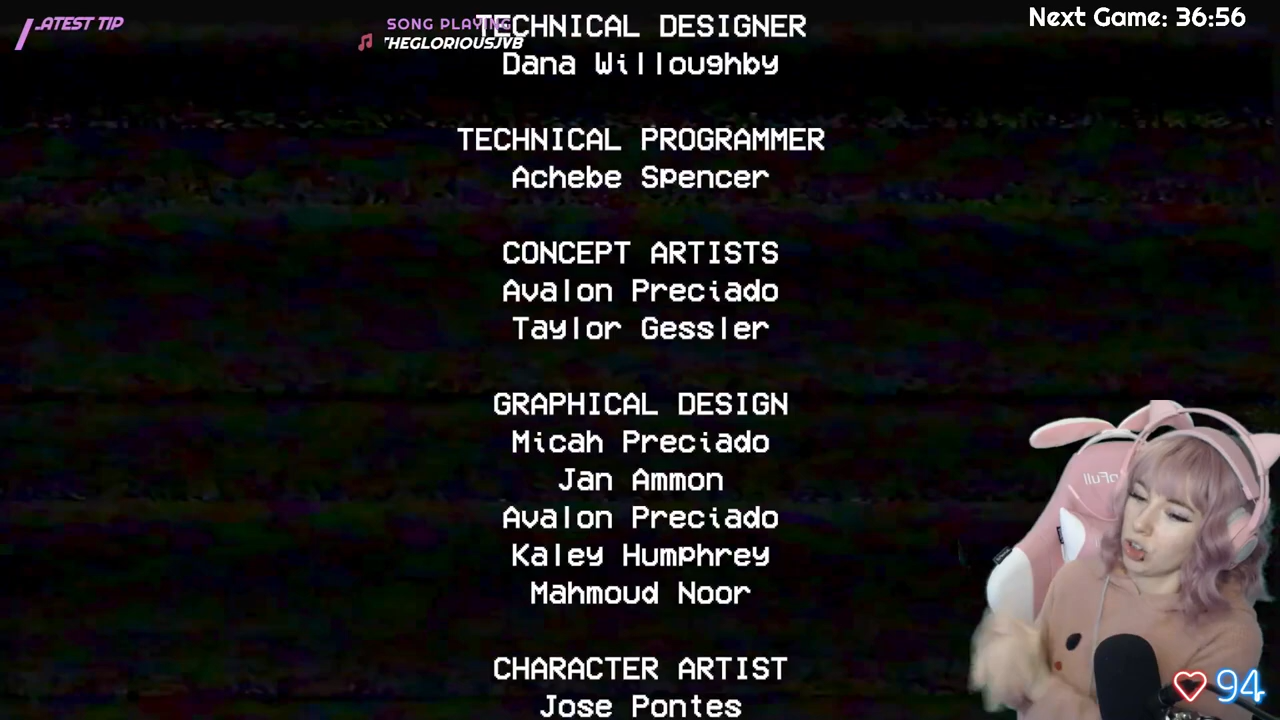 LATEST TIP
SONG PLAYING
THEGLORIOUSJVB
Next Game: 36:56
TECHNICAL DESIGNER
Dana Willoughby
TECHNICAL PROGRAMMER
Achebe Spencer
CONCEPT ARTISTS
Avalon Preciado
Taylor Gessler
GRAPHICAL DESIGN
Micah Preciado
Jan Ammon
Avalon Preciado
Kaley Humphrey
Mahmoud Noor
CHARACTER ARTIST
Jose Pontes
94